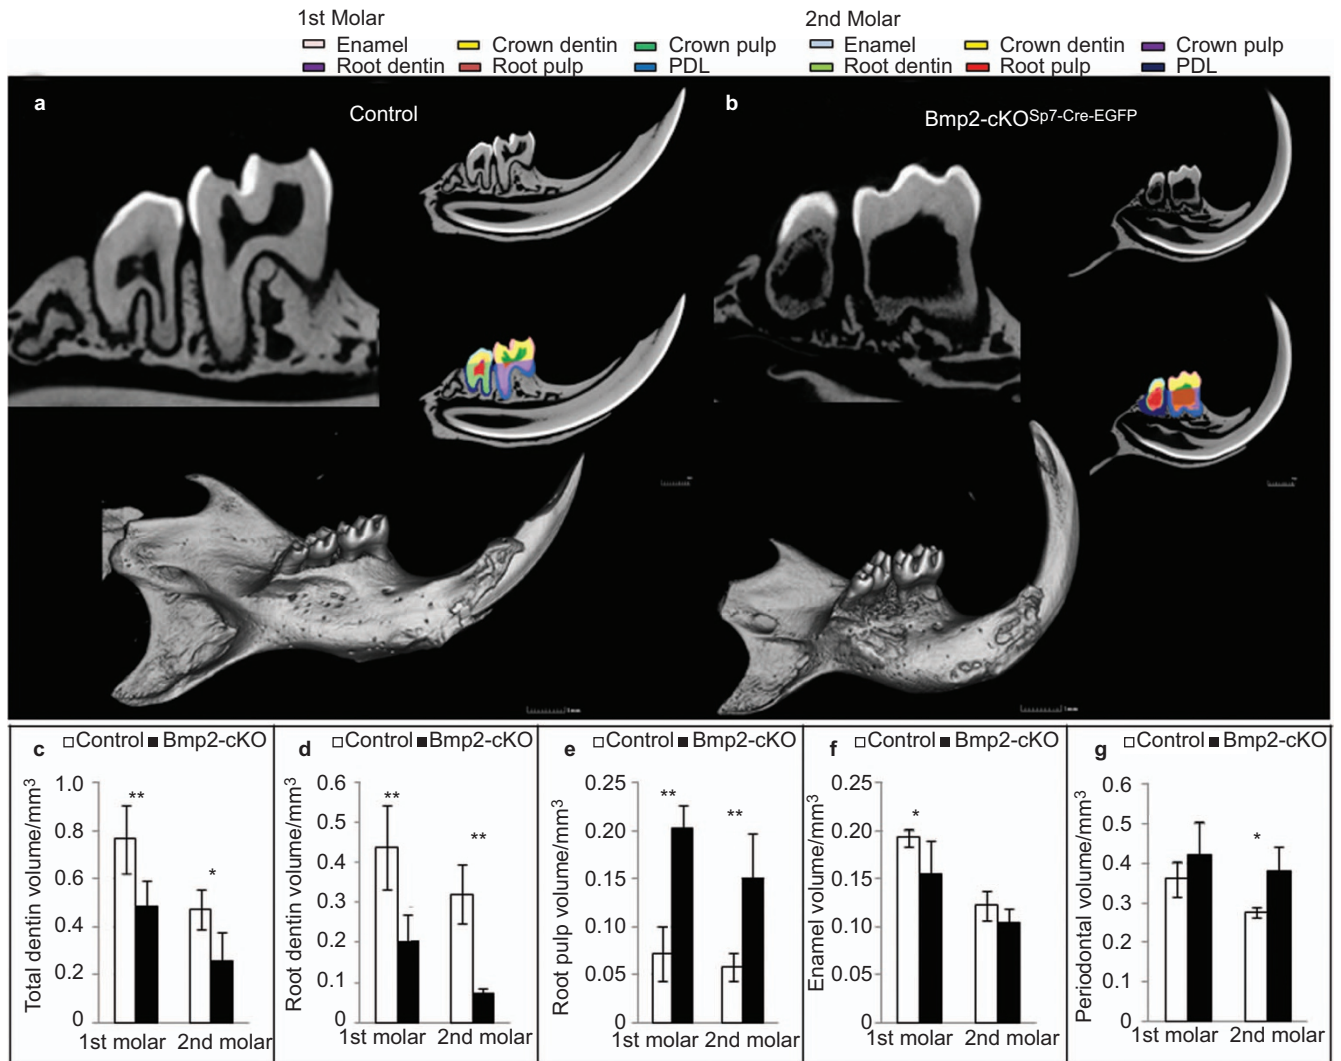 1st Molar
Enamel Crown dentin Crown pulp
Root dentin Root pulp PDL
2nd Molar
Enamel Crown dentin Crown pulp
Root dentin Root pulp PDL
a
Control
b
Bmp2-cKOSp7-Cre-EGFP
1 mm
1 mm
c
Control Bmp2-cKO
Total dentin volume/mm3
1.0
0.8
0.6
0.4
0.2
0
**
*
1st molar 2nd molar
d
Control Bmp2-cKO
Root dentin volume/mm3
0.6
0.5
0.4
0.3
0.2
0.1
0
**
**
1st molar 2nd molar
e
Control Bmp2-cKO
Root pulp volume/mm3
0.25
0.20
0.15
0.10
0.05
0
**
**
1st molar 2nd molar
f
Control Bmp2-cKO
Enamel volume/mm3
0.25
0.20
0.15
0.10
0.05
0
*
1st molar 2nd molar
g
Control Bmp2-cKO
Periodontal volume/mm3
0.6
0.5
0.4
0.3
0.2
0.1
0
*
1st molar 2nd molar